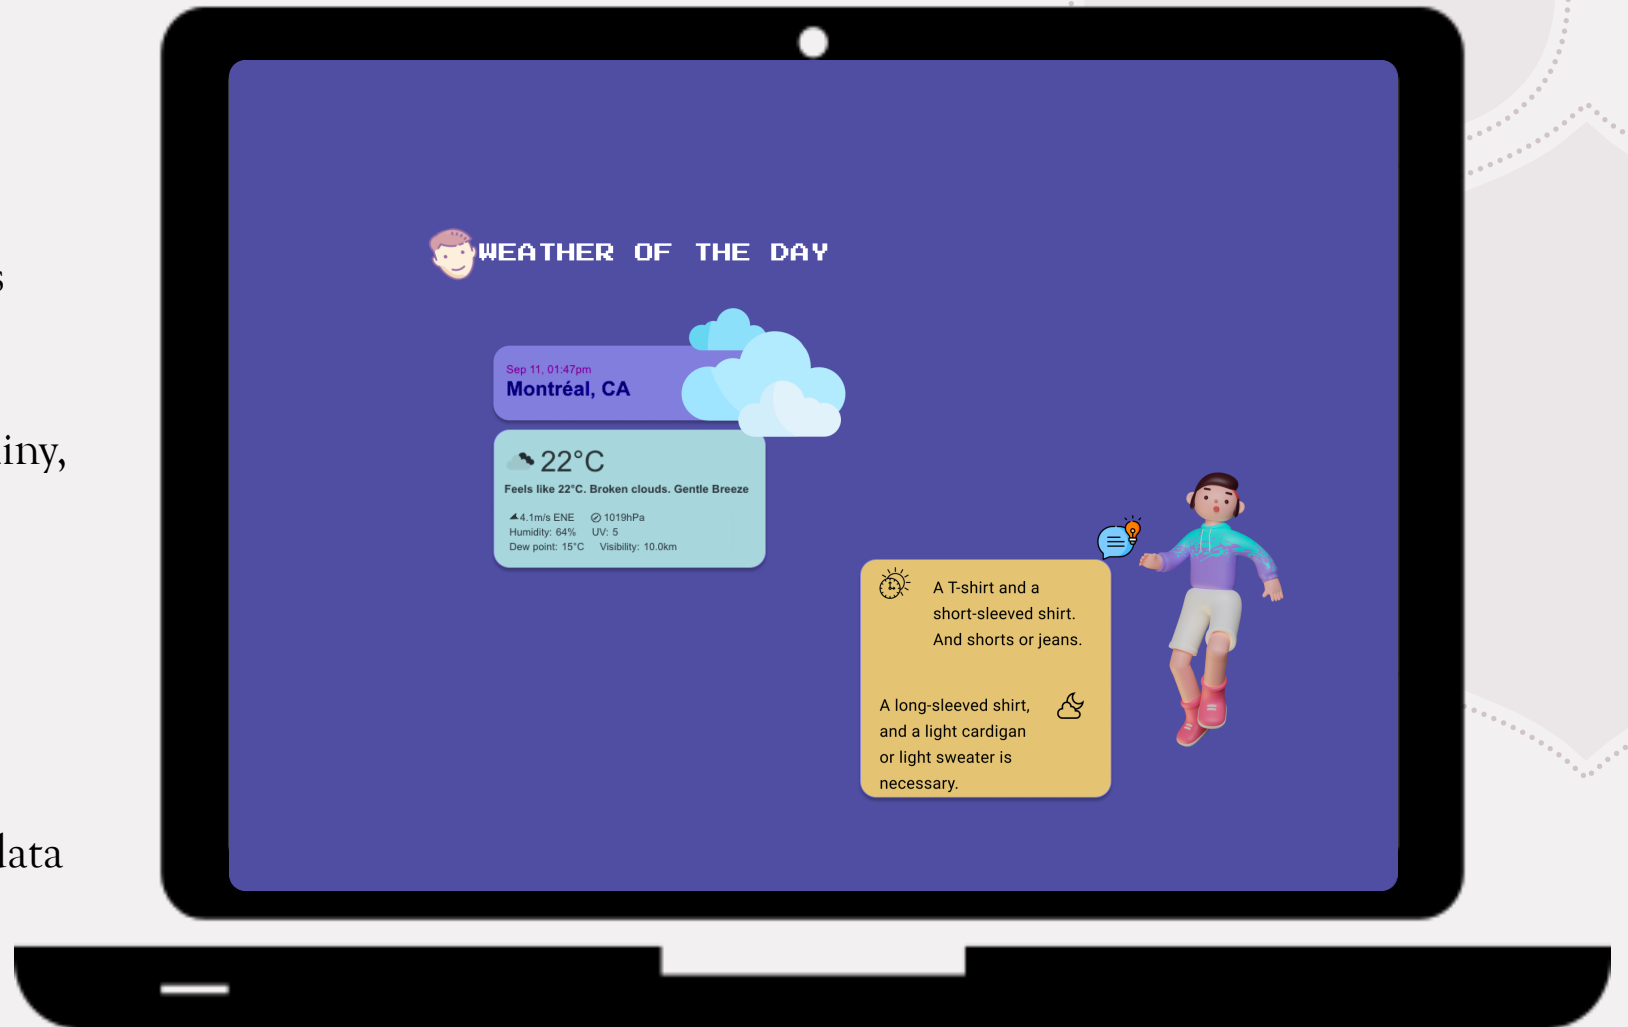 WEATHER OF THE DAY
Sep 11, 01:47pm
Montréal, CA
22°C
Feels like 22°C. Broken clouds. Gentle Breeze
4.1m/s ENE 1019hPa
Humidity: 64% UV: 5
Dew point: 15°C Visibility: 10.0km
A T-shirt and a
short-sleeved shirt.
And shorts or jeans.
A long-sleeved shirt,
and a light cardigan
or light sweater is
necessary.